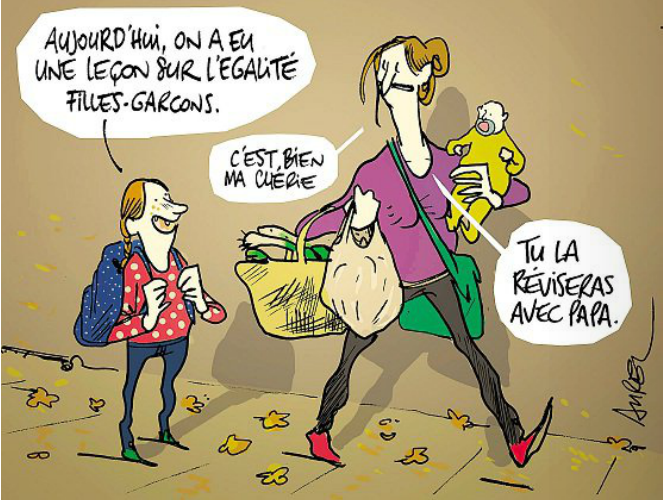 AUJOURD'HUI, ON A EU
UNE LEÇON SUR L'EGALITÉ
FILLES-GARCONS.
C'EST, BIEN
MA CHÉRIE
TU LA
RÉVISERAS
AVEC PAPA.
AUREL